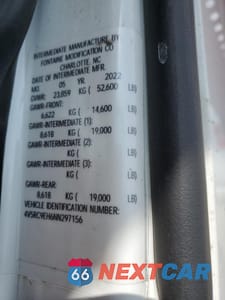 INTERMEDIATE MANUFACTURE BY
FONTAINE MODIFICATION CO
CHARLOTTE, NC
DATE OF INTERMEDIATE MFR.
MO. 05 YR. 2022
GVWR: 23,859 KG ( 52,600 LB)
GAWR-FRONT:
6,622 KG ( 14,600 LB)
GAWR-INTERMEDIATE (1):
8,618 KG ( 19,000 LB)
GAWR-INTERMEDIATE (2):
KG ( LB)
GAWR-INTERMEDIATE (3):
KG ( LB)
GAWR-REAR:
8,618 KG ( 19,000 LB)
VEHICLE IDENTIFICATION NUMBER:
4V5RC9EH6NN297156
66 NEXTCAR